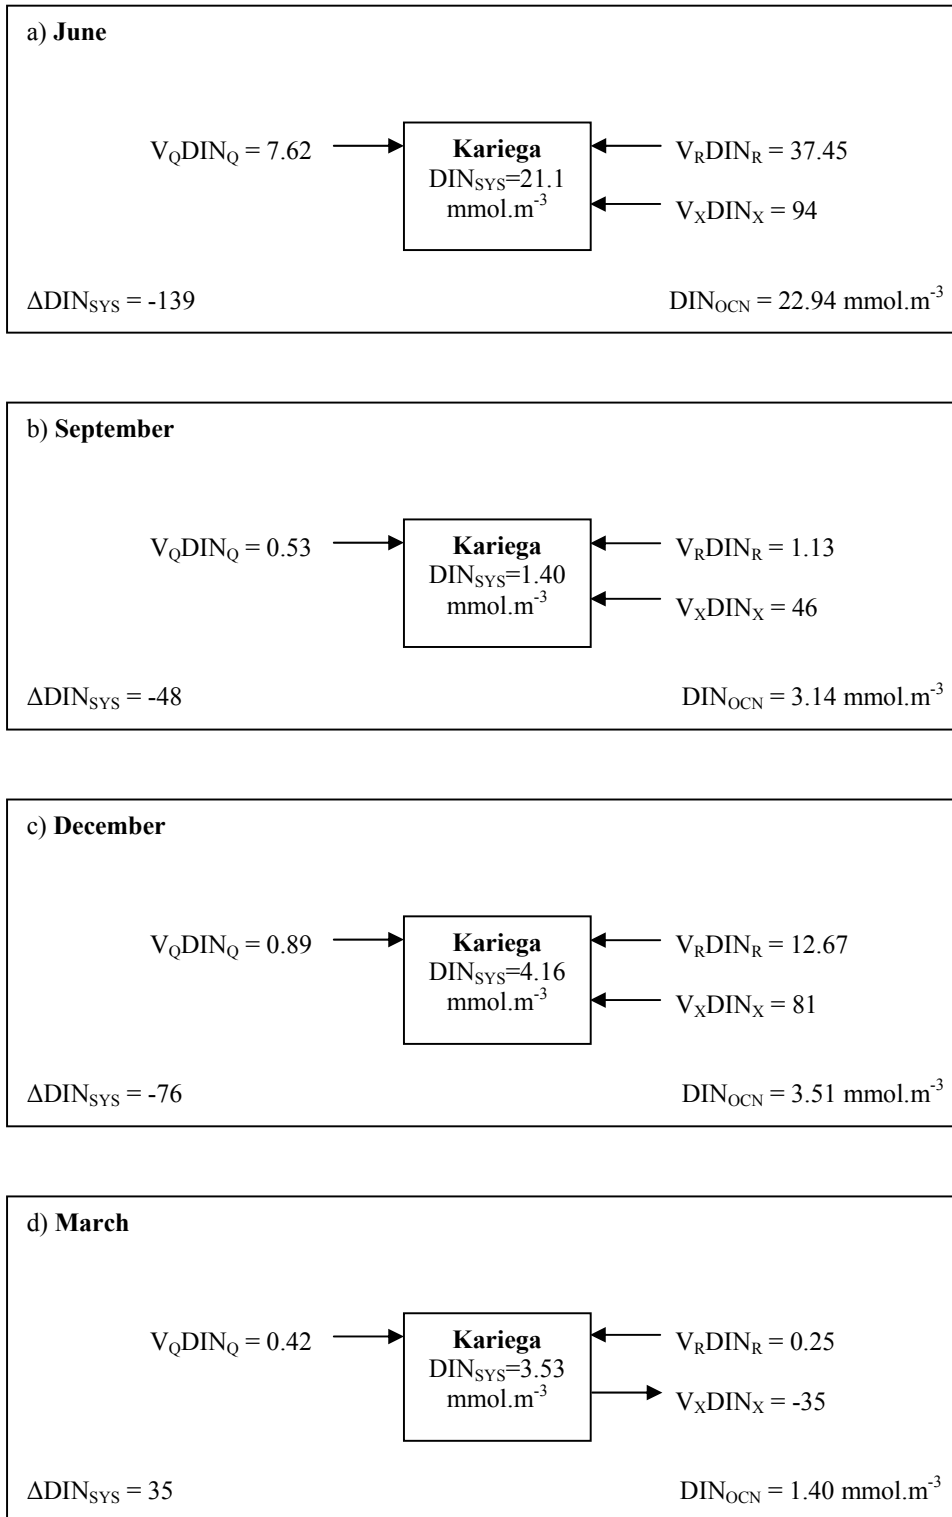 a) June
V_QDIN_Q = 7.62
Kariega
DIN_SYS=21.1
mmol.m^-3
V_RDIN_R = 37.45
V_XDIN_X = 94
ΔDIN_SYS = -139
DIN_OCN = 22.94 mmol.m^-3
b) September
V_QDIN_Q = 0.53
Kariega
DIN_SYS=1.40
mmol.m^-3
V_RDIN_R = 1.13
V_XDIN_X = 46
ΔDIN_SYS = -48
DIN_OCN = 3.14 mmol.m^-3
c) December
V_QDIN_Q = 0.89
Kariega
DIN_SYS=4.16
mmol.m^-3
V_RDIN_R = 12.67
V_XDIN_X = 81
ΔDIN_SYS = -76
DIN_OCN = 3.51 mmol.m^-3
d) March
V_QDIN_Q = 0.42
Kariega
DIN_SYS=3.53
mmol.m^-3
V_RDIN_R = 0.25
V_XDIN_X = -35
ΔDIN_SYS = 35
DIN_OCN = 1.40 mmol.m^-3